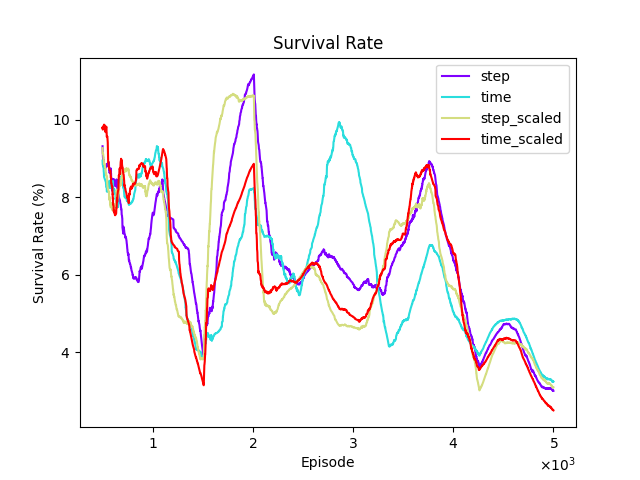 Survival Rate
step
time
step_scaled
time_scaled
Survival Rate (%)
10
8
6
4
1
2
3
4
5
Episode
×10³